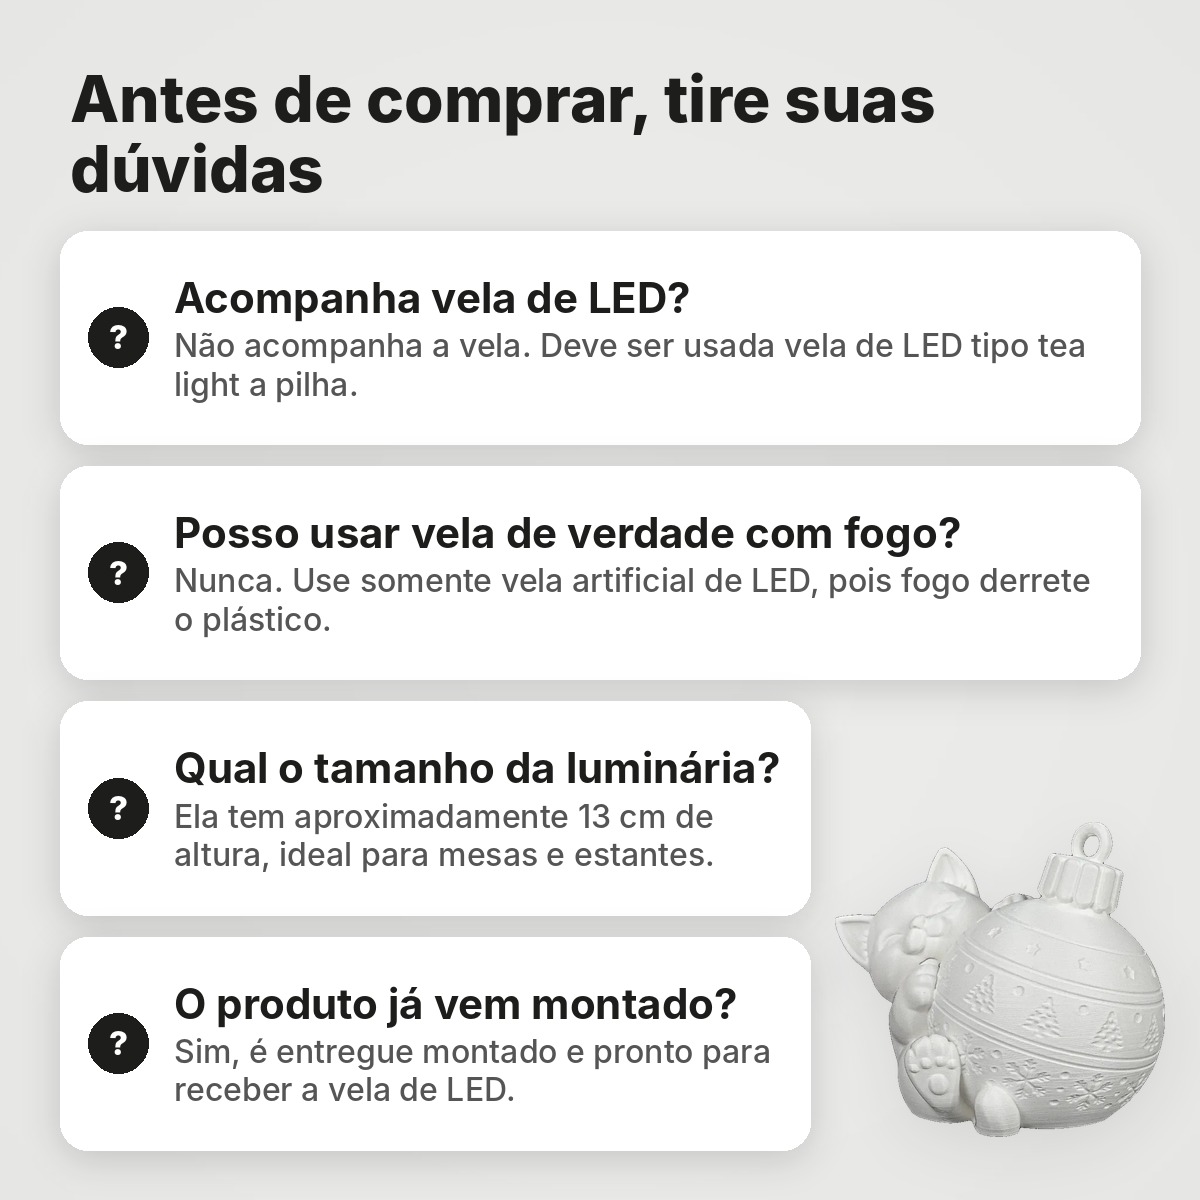 Antes de comprar, tire suas
dúvidas
?
Acompanha vela de LED?
Não acompanha a vela. Deve ser usada vela de LED tipo tea
light a pilha.
?
Posso usar vela de verdade com fogo?
Nunca. Use somente vela artificial de LED, pois fogo derrete
o plástico.
?
Qual o tamanho da luminária?
Ela tem aproximadamente 13 cm de
altura, ideal para mesas e estantes.
?
O produto já vem montado?
Sim, é entregue montado e pronto para
receber a vela de LED.